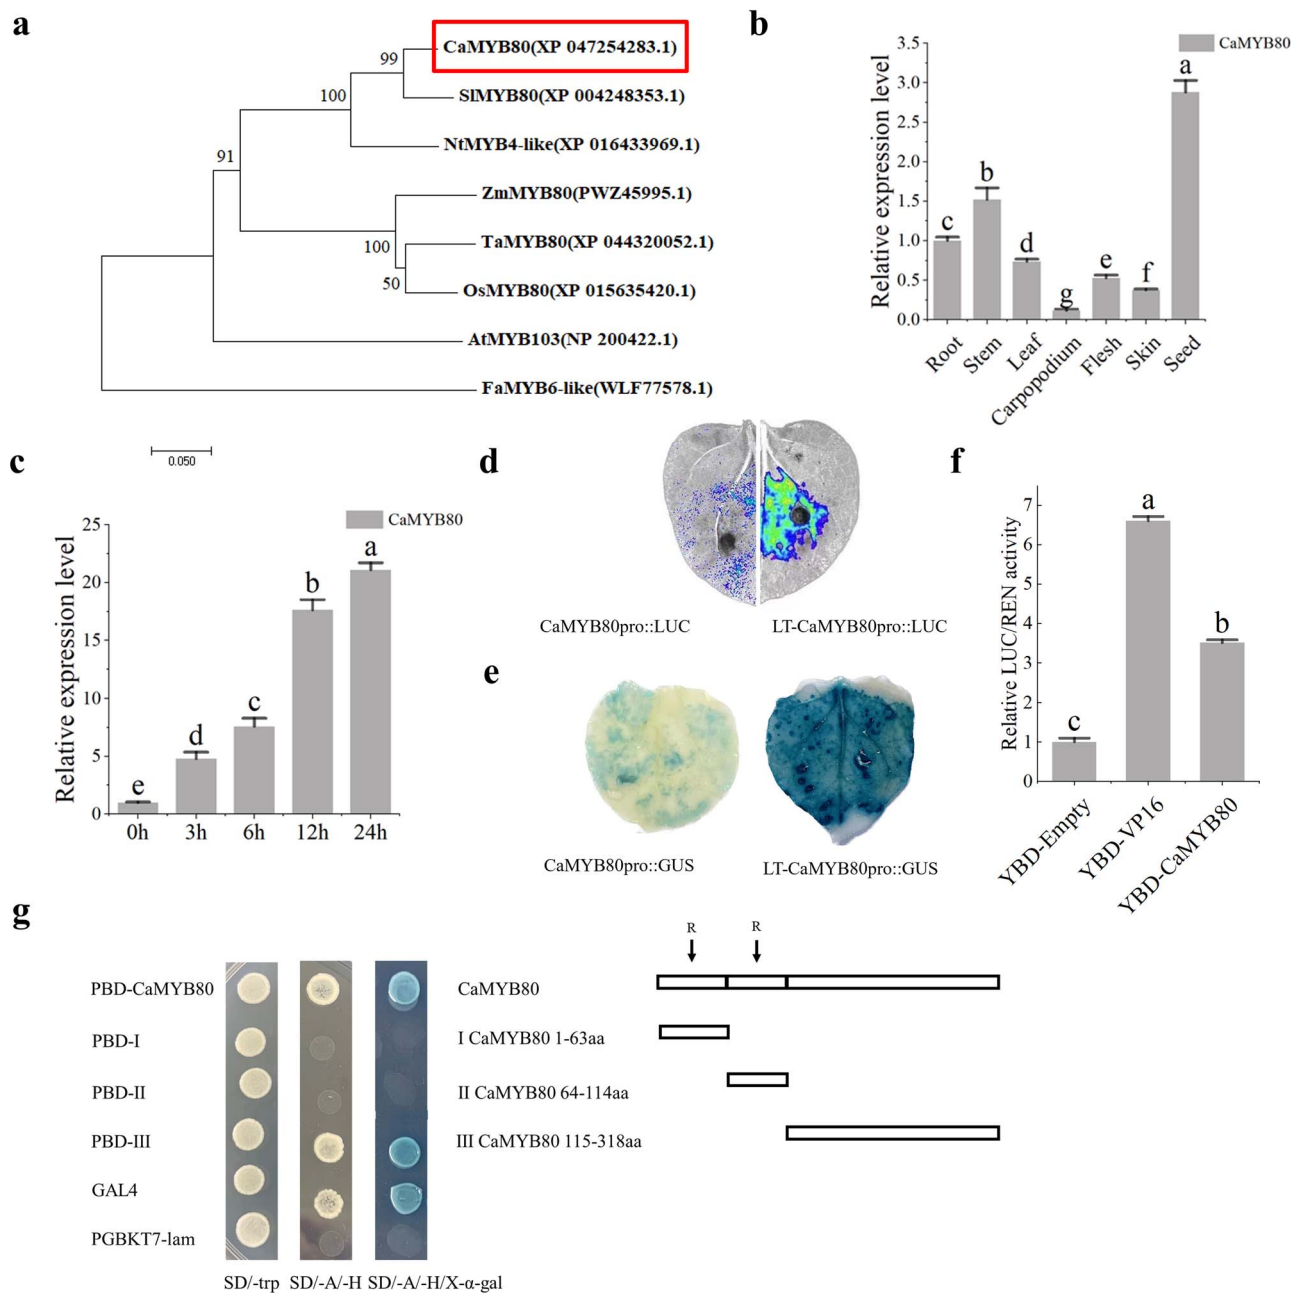 a
CaMYB80(XP 047254283.1)
99
SlMYB80(XP 004248353.1)
100
NtMYB4-like(XP 016433969.1)
91
ZmMYB80(PWZ45995.1)
TaMYB80(XP 044320052.1)
100
OsMYB80(XP 015635420.1)
50
AtMYB103(NP 200422.1)
FaMYB6-like(WLF77578.1)
0.050
b
CaMYB80
Relative expression level
3.5
3.0
2.5
2.0
1.5
1.0
0.5
0.0
c
b
d
g
e
f
a
Root
Stem
Leaf
Carpopodium
Flesh
Skin
Seed
c
CaMYB80
Relative expression level
25
20
15
10
5
0
e
d
c
b
a
0h 3h 6h 12h 24h
d
CaMYB80pro::LUC LT-CaMYB80pro::LUC
e
CaMYB80pro::GUS LT-CaMYB80pro::GUS
f
Relative LUC/REN activity
7
6
5
4
3
2
1
0
c
a
b
YBD-Empty
YBD-VP16
YBD-CaMYB80
g
R R
PBD-CaMYB80 CaMYB80
PBD-I I CaMYB80 1-63aa
PBD-II II CaMYB80 64-114aa
PBD-III III CaMYB80 115-318aa
GAL4
PGBKT7-lam
SD/-trp SD/-A/-H SD/-A/-H/X-α-gal